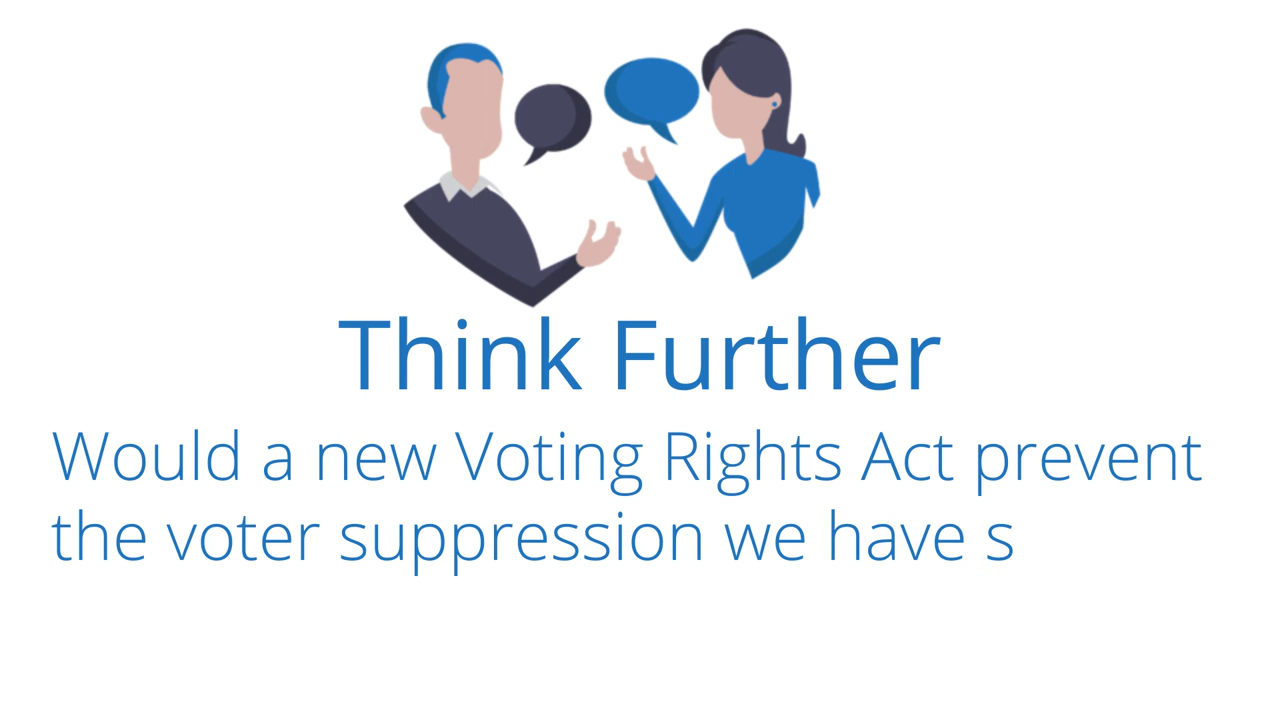 Think Further
Would a new Voting Rights Act prevent
the voter suppression we have s